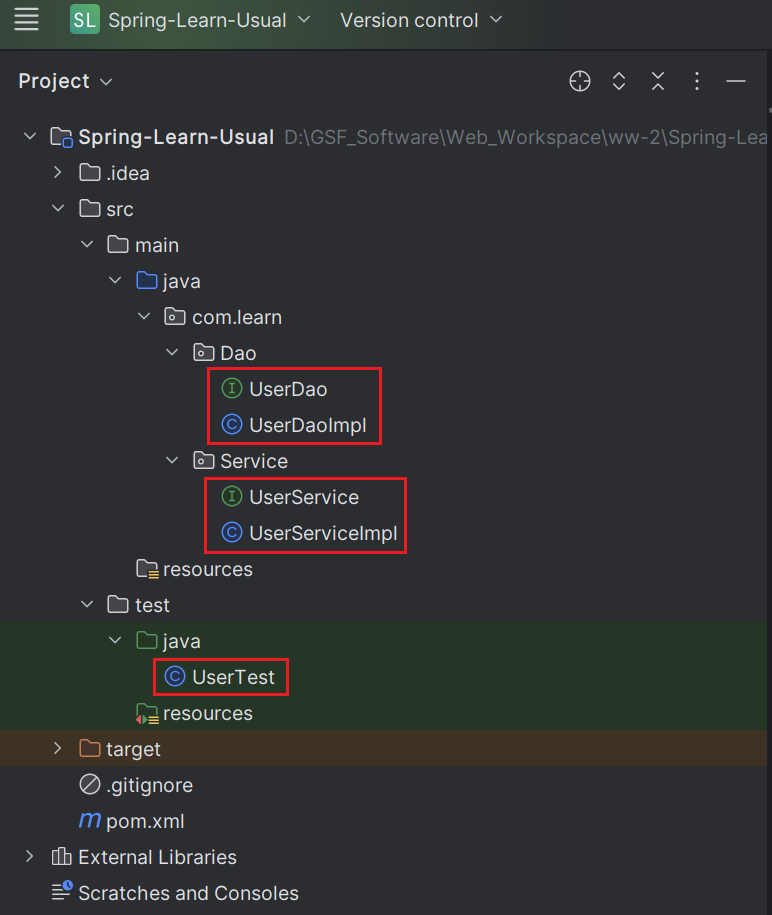 SL Spring-Learn-Usual Version control
Project
Spring-Learn-Usual D:\GSF_Software\Web_Workspace\ww-2\Spring-Lea
.idea
src
main
java
com.learn
Dao
I UserDao
C UserDaoImpl
Service
I UserService
C UserServiceImpl
resources
test
java
C UserTest
resources
target
.gitignore
m pom.xml
External Libraries
Scratches and Consoles